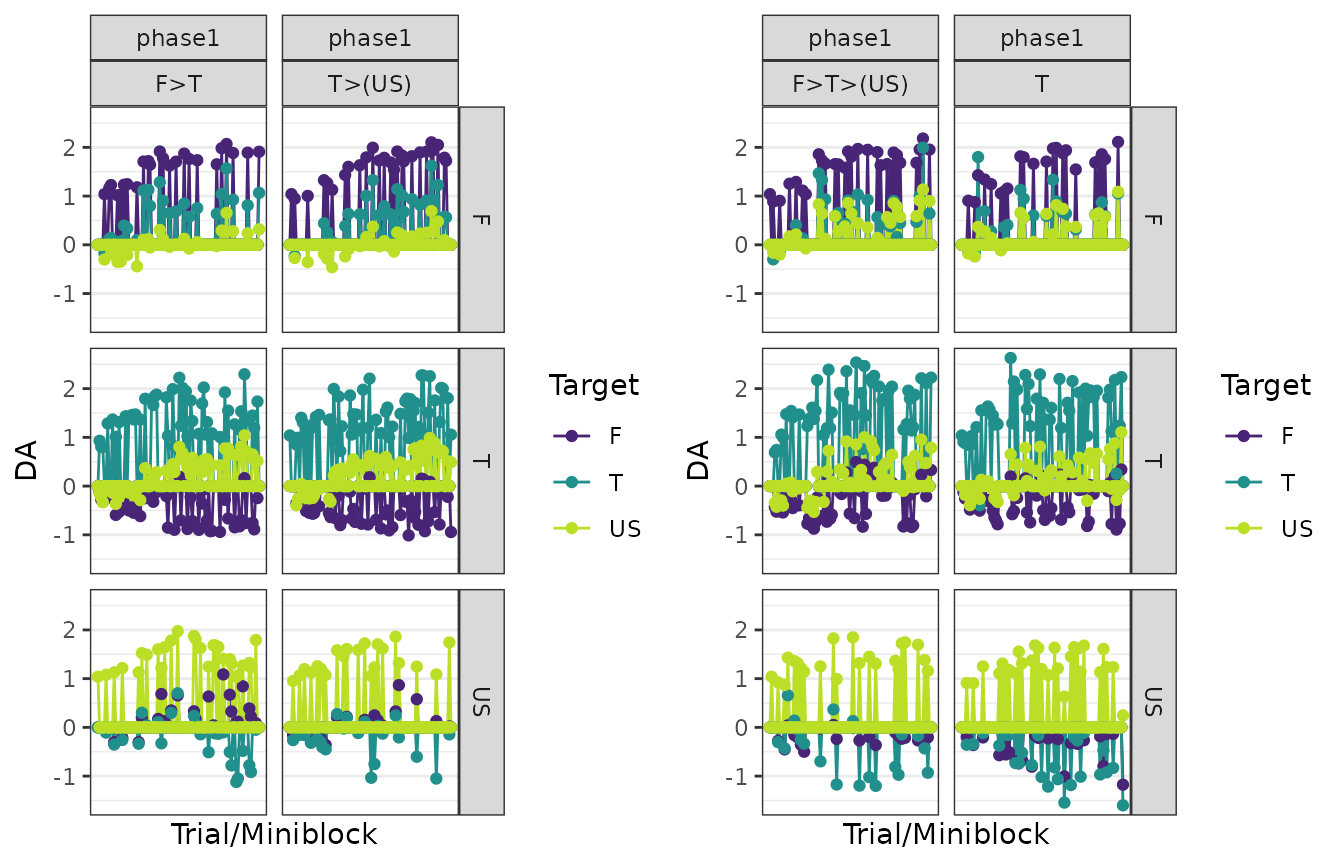 phase1 phase1
F>T T>(US)
2
1
0
-1
F
2
1
0
-1
T
2
1
0
-1
US
DA
Trial/Miniblock
Target
F
T
US
phase1 phase1
F>T>(US) T
2
1
0
-1
F
2
1
0
-1
T
2
1
0
-1
US
DA
Trial/Miniblock
Target
F
T
US